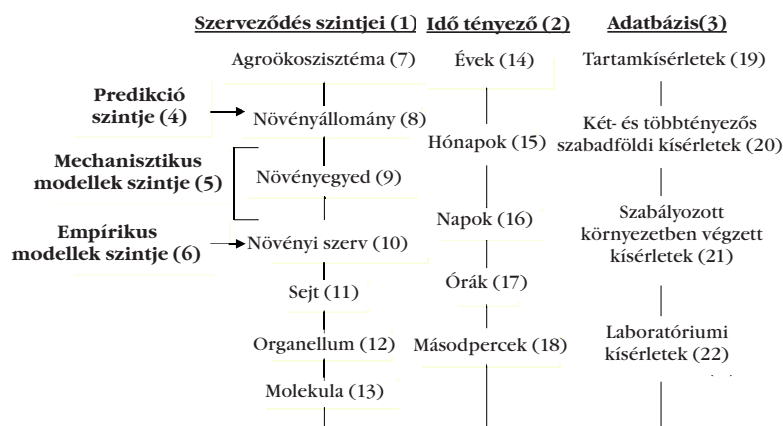 Szerveződés szintjei (1) Idő tényező (2) Adatbázis(3)
Agroökoszisztéma (7) Évek (14) Tartamkísérletek (19)
Predikció
szintje (4)
Növényállomány (8)
Hónapok (15)
Két- és többtényezős
szabadföldi kísérletek (20)
Mechanisztikus
modellek szintje (5)
Növényegyed (9)
Napok (16)
Szabályozott
környezetben végzett
kísérletek (21)
Empírikus
modellek szintje (6)
Növényi szerv (10)
Órák (17)
Sejt (11)
Organellum (12)
Másodpercek (18)
Laboratóriumi
kísérletek (22)
Molekula (13)